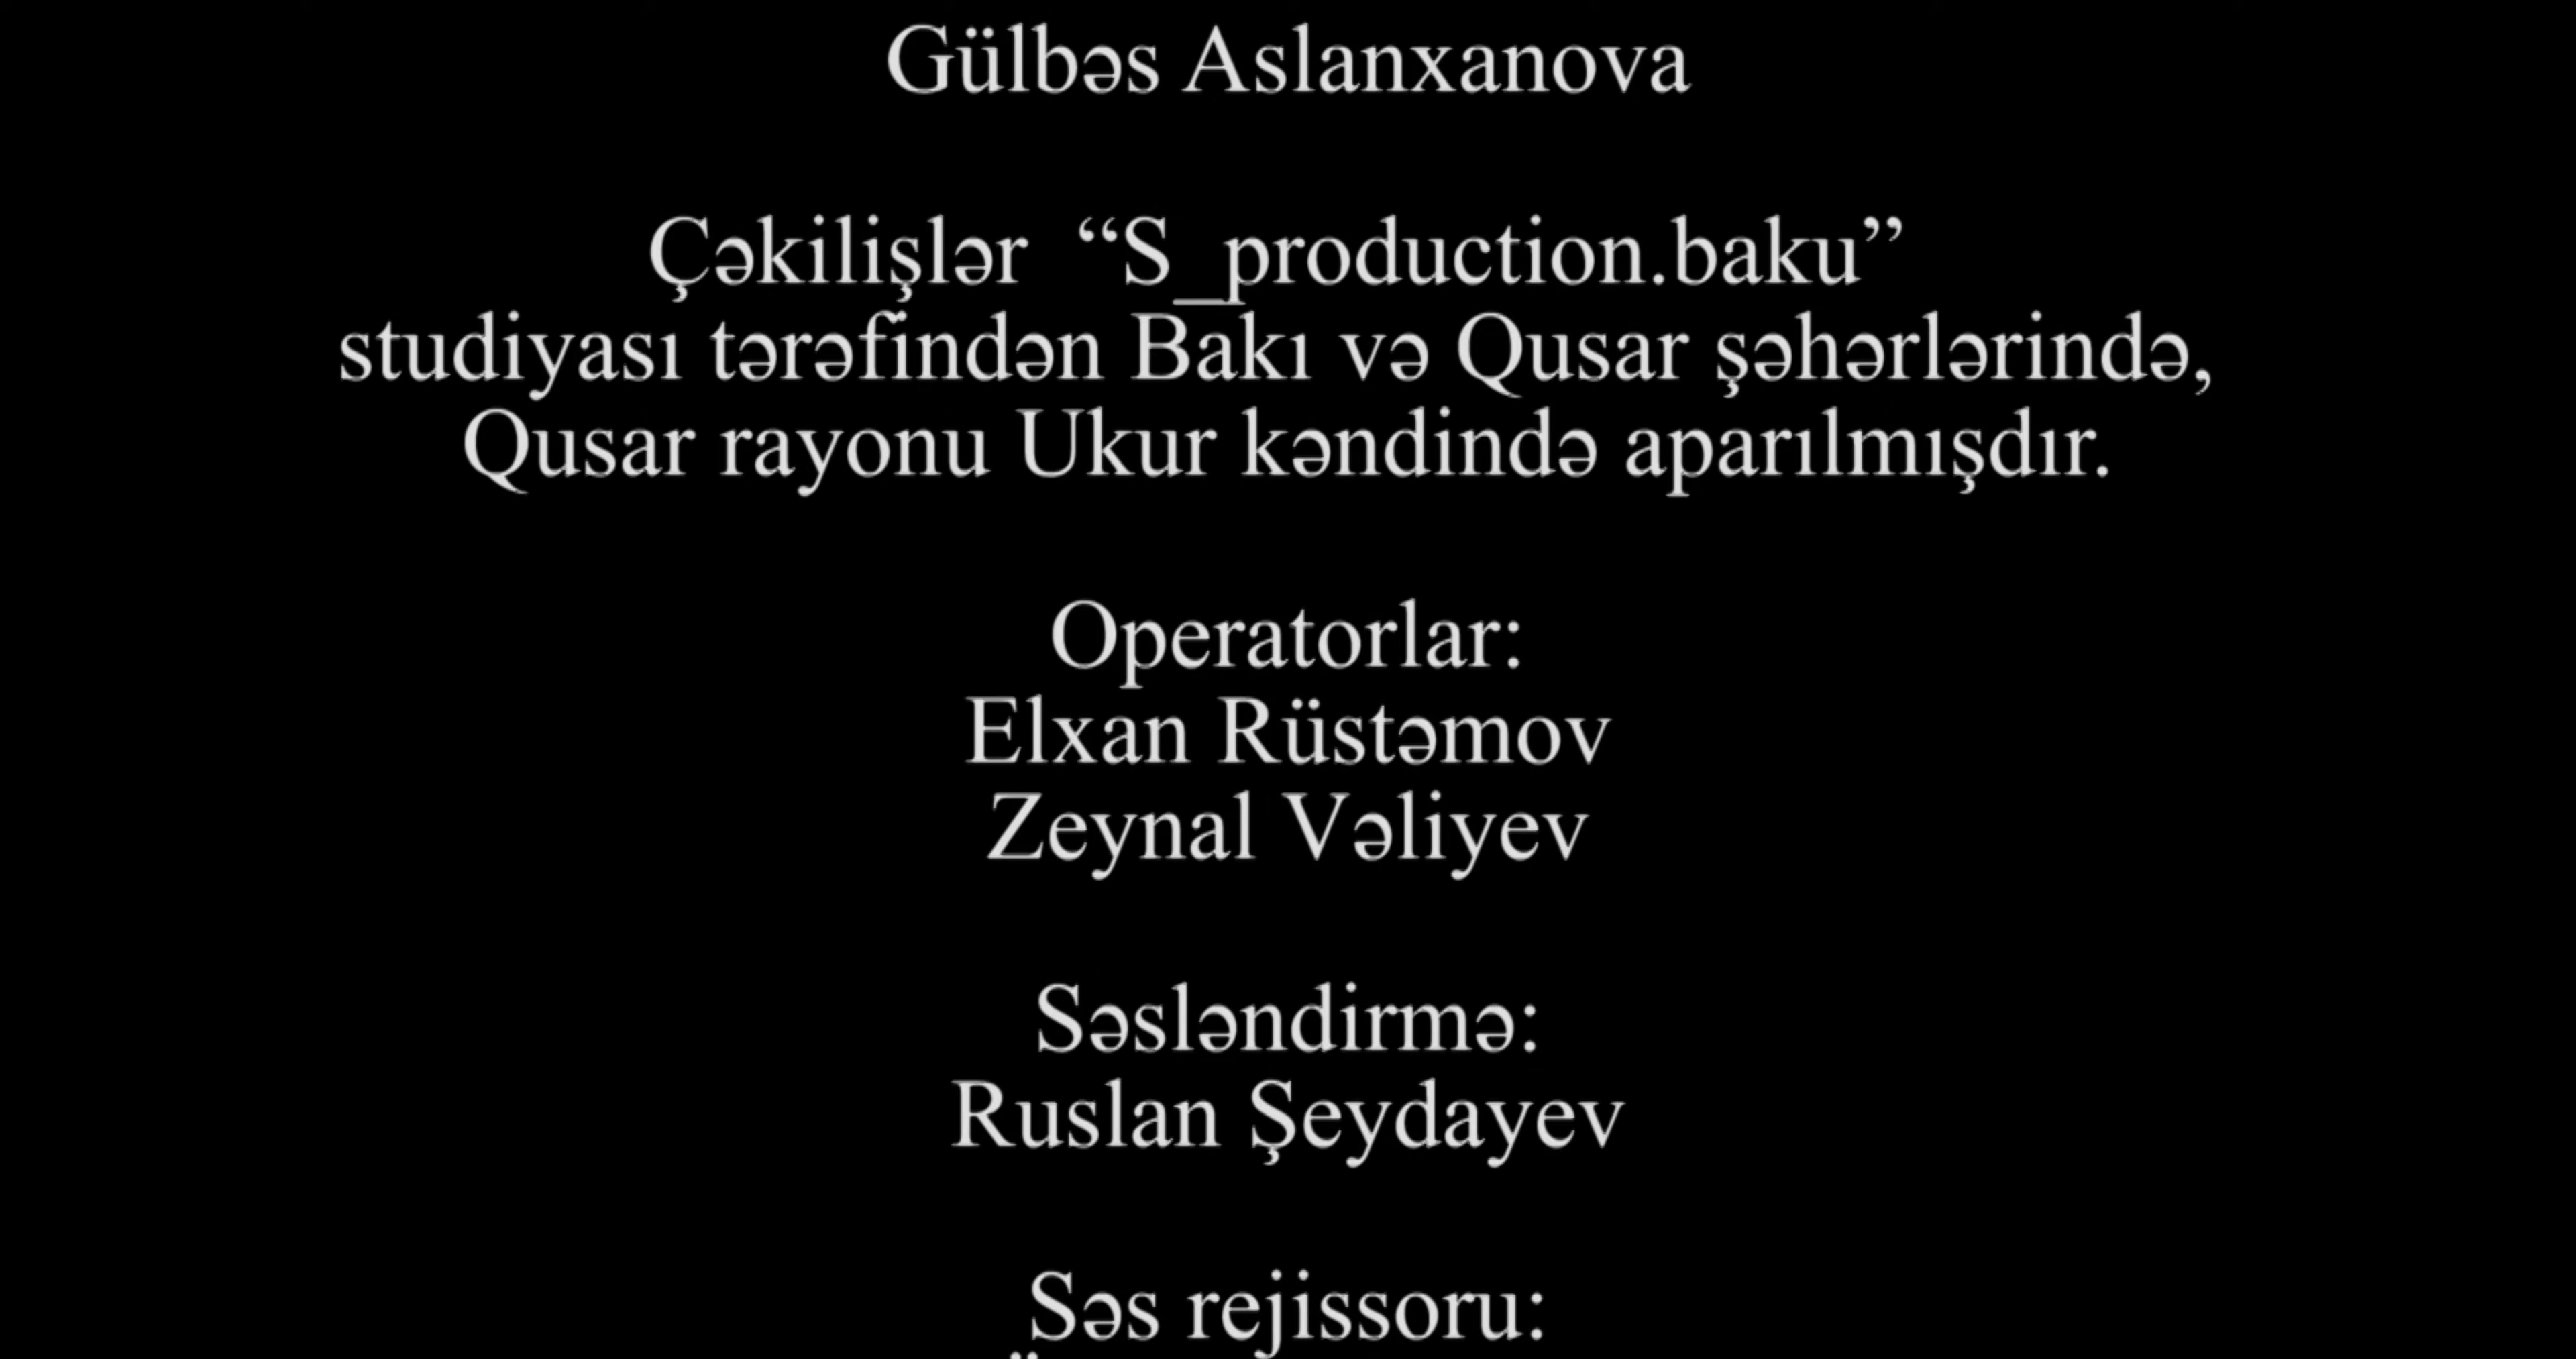 Gülbəs Aslanxanova
Çəkilişlər “S_production.baku”
studiyası tərəfindən Bakı və Qusar şəhərlərində,
Qusar rayonu Ukur kəndində aparılmışdır.
Operatorlar:
Elxan Rüstəmov
Zeynal Vəliyev
Səsləndirmə:
Ruslan Şeydayev
Səs rejissoru: